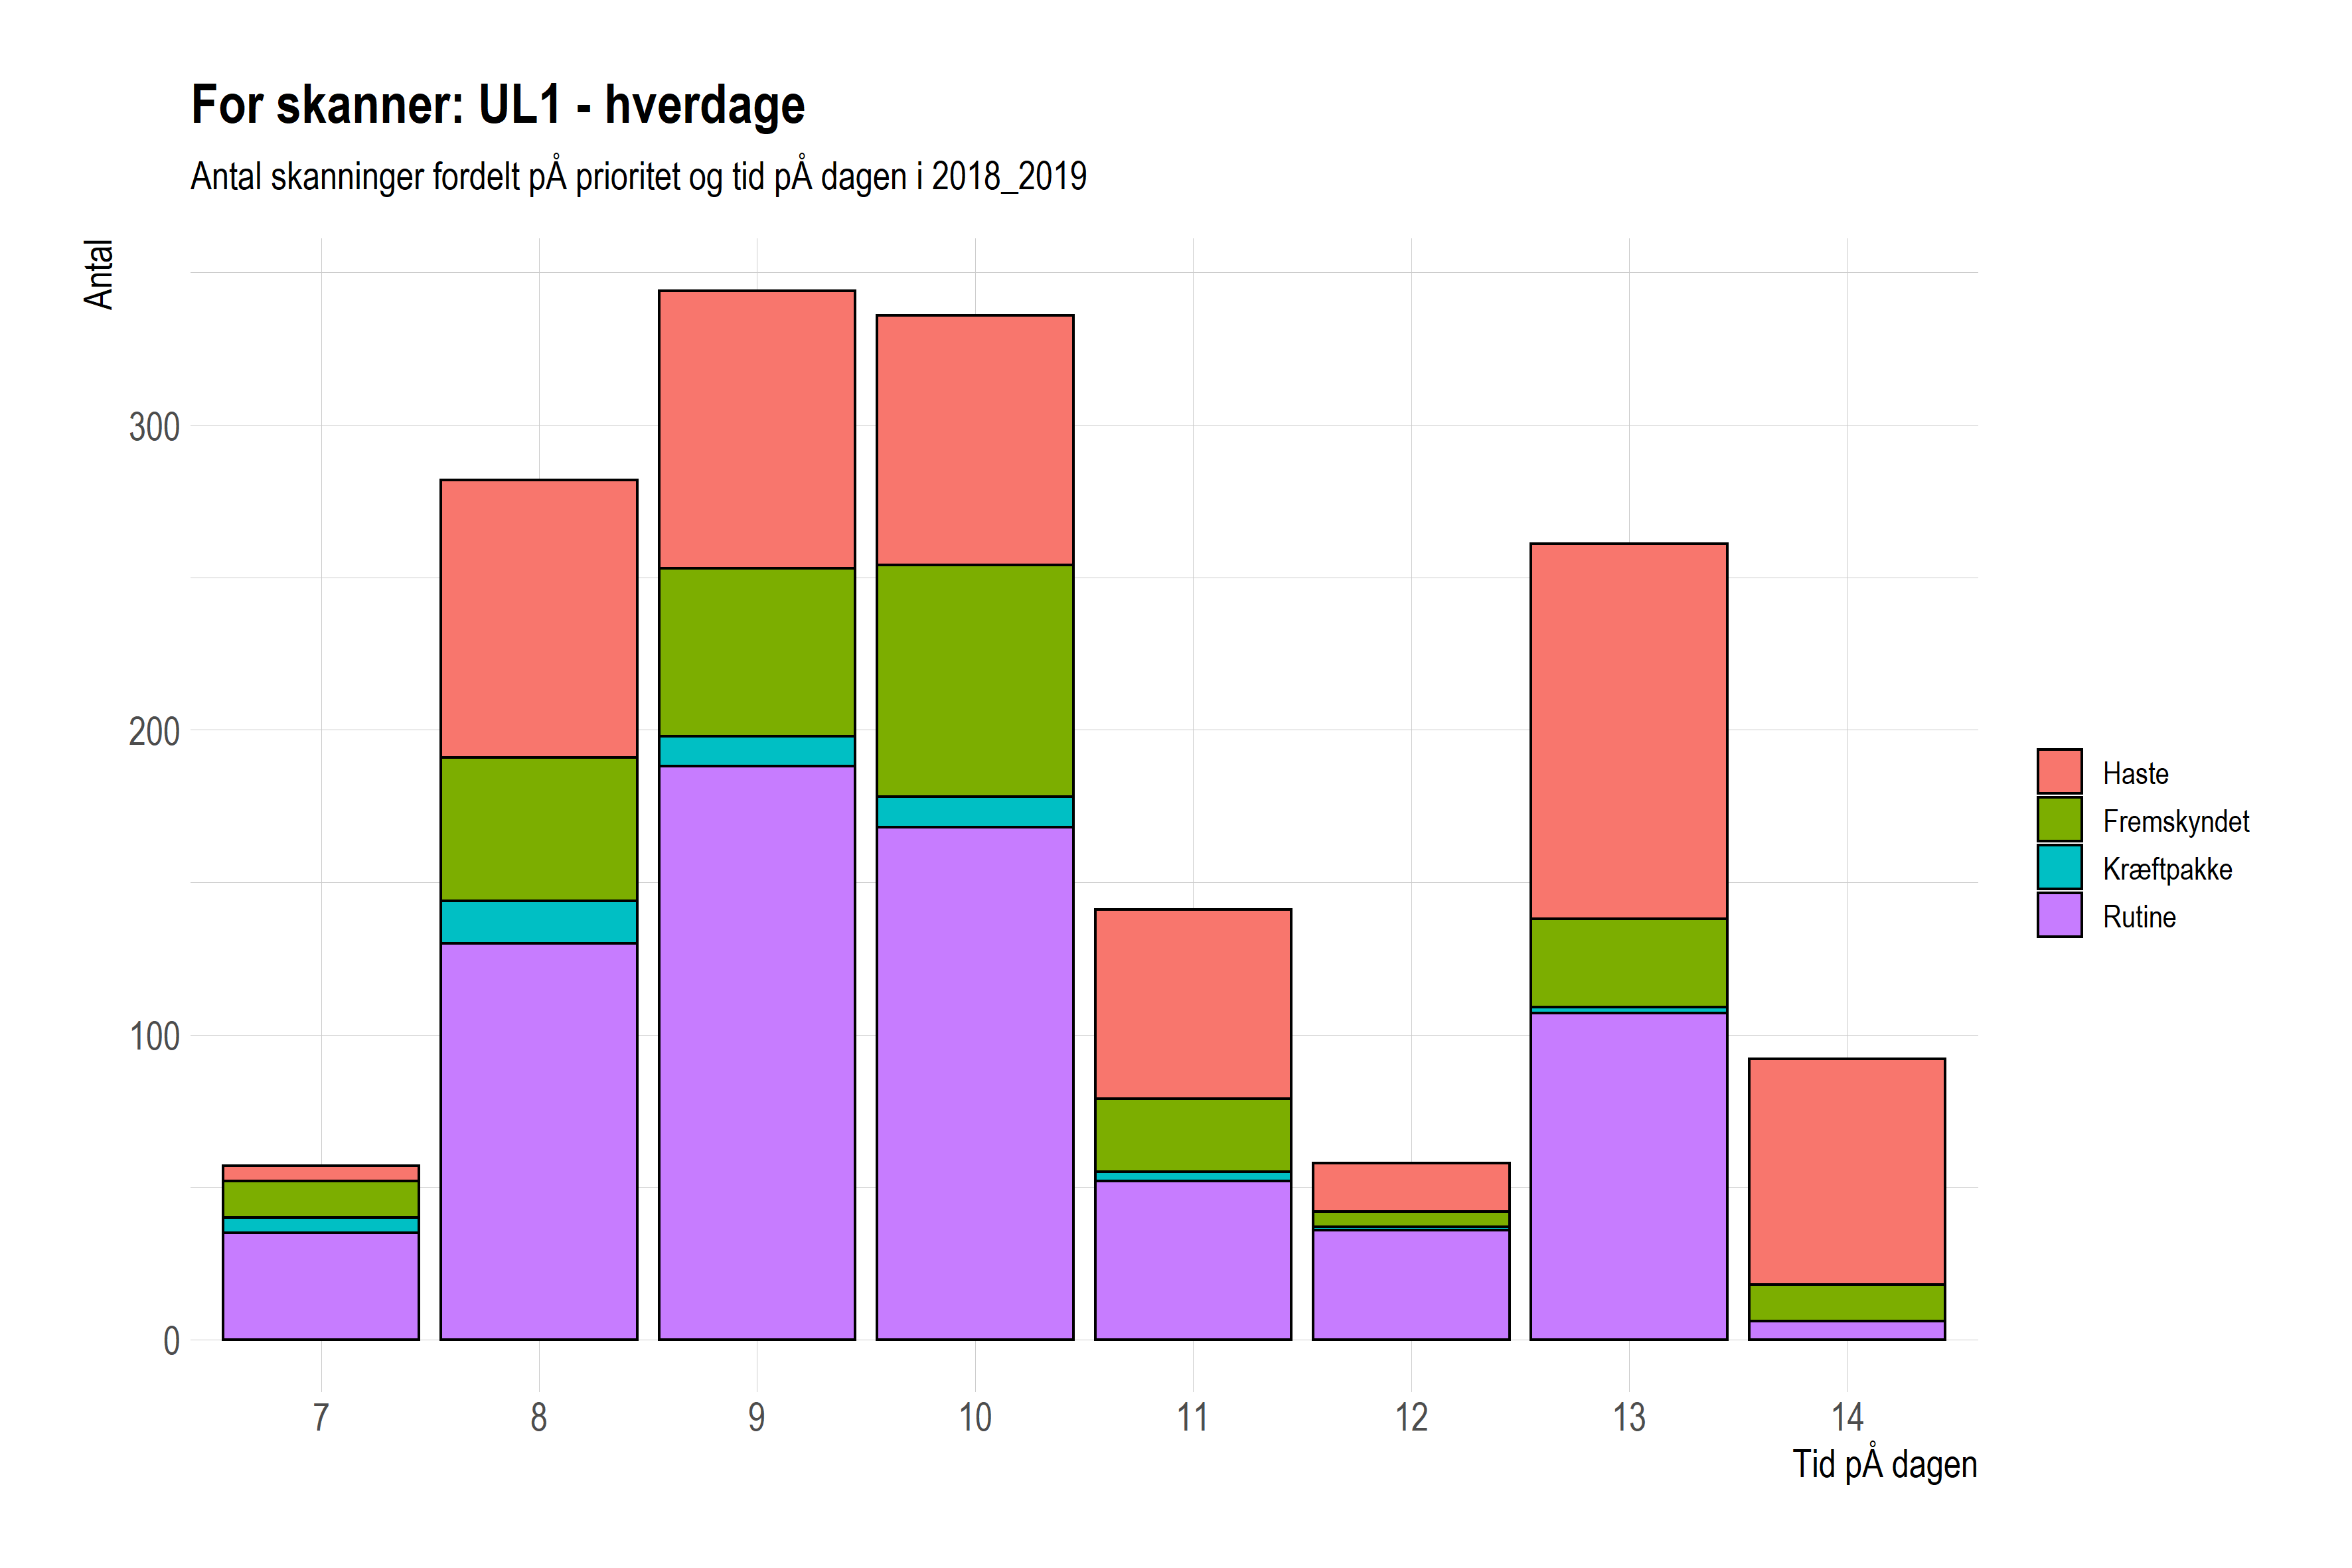 For skanner: UL1 - hverdage
Antal skanninger fordelt pÅ prioritet og tid pÅ dagen i 2018_2019
Antal
300
200
100
0
7 8 9 10 11 12 13 14
Tid pÅ dagen
Haste
Fremskyndet
Kræftpakke
Rutine